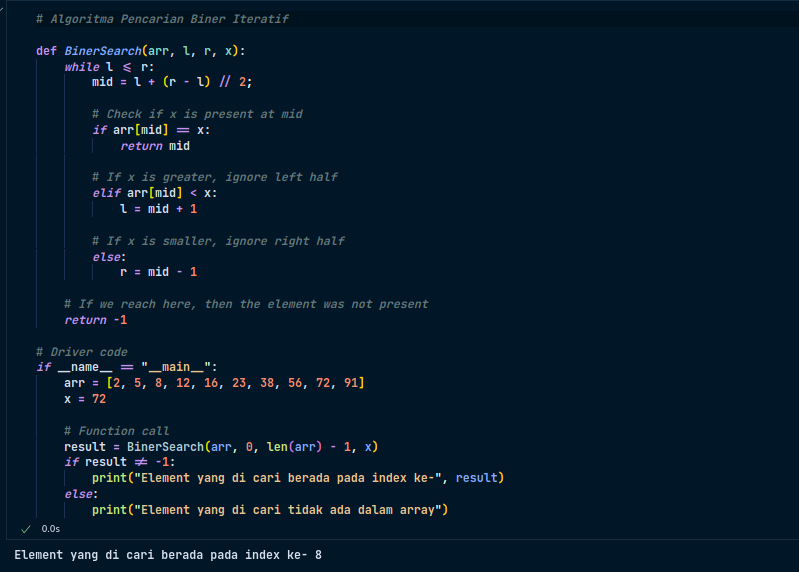 # Algoritma Pencarian Biner Iteratif
def BinerSearch(arr, l, r, x):
    while l <= r:
        mid = l + (r - l) // 2;
        # Check if x is present at mid
        if arr[mid] == x:
            return mid
        # If x is greater, ignore left half
        elif arr[mid] < x:
            l = mid + 1
        # If x is smaller, ignore right half
        else:
            r = mid - 1
    # If we reach here, then the element was not present
    return -1
# Driver code
if __name__ == "__main__":
    arr = [2, 5, 8, 12, 16, 23, 38, 56, 72, 91]
    x = 72
    # Function call
    result = BinerSearch(arr, 0, len(arr) - 1, x)
    if result != -1:
        print("Element yang di cari berada pada index ke-", result)
    else:
        print("Element yang di cari tidak ada dalam array")
✓ 0.0s
Element yang di cari berada pada index ke- 8